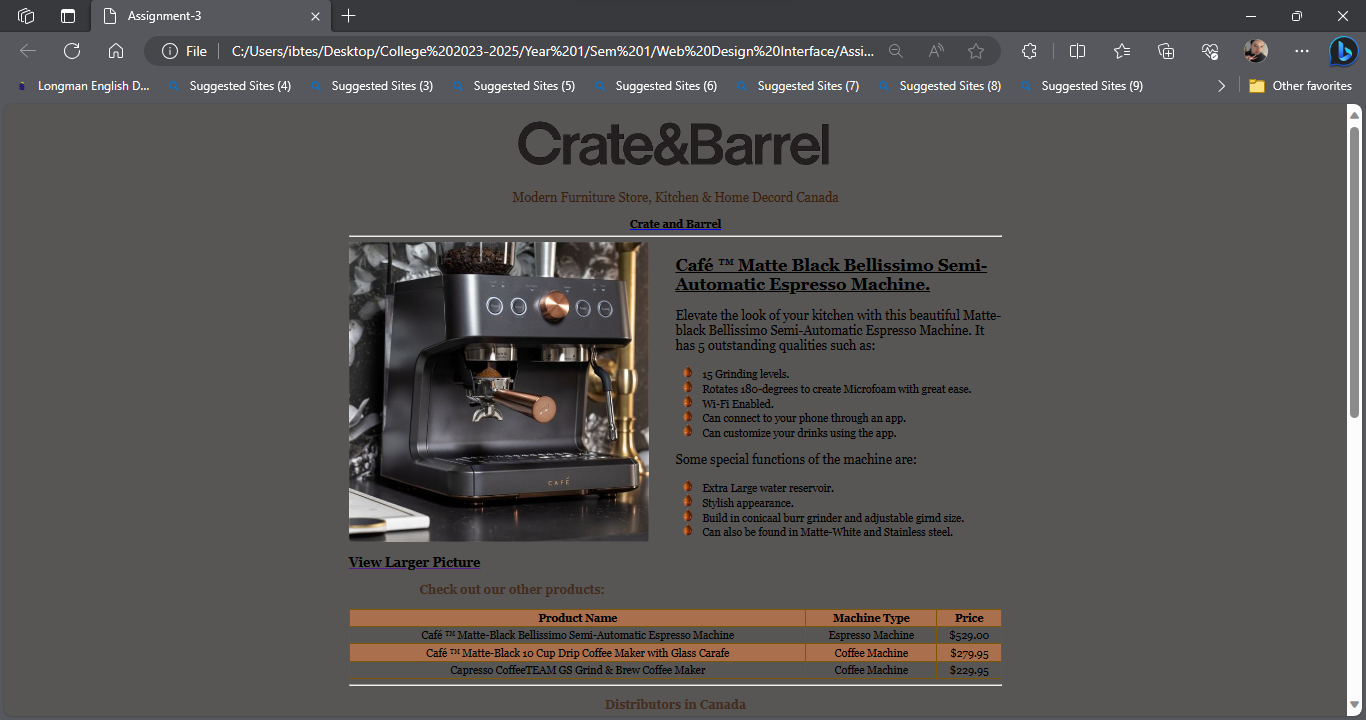 Assignment-3
File
C:/Users/ibtes/Desktop/College%202023-2025/Year%201/Sem%201/Web%20Design%20Interface/Assi...
Longman English D...
Suggested Sites (4)
Suggested Sites (3)
Suggested Sites (5)
Suggested Sites (6)
Suggested Sites (7)
Suggested Sites (8)
Suggested Sites (9)
Other favorites
Crate&Barrel
Modern Furniture Store, Kitchen & Home Decord Canada
Crate and Barrel
CAFÉ
Café ™ Matte Black Bellissimo Semi-
Automatic Espresso Machine.
Elevate the look of your kitchen with this beautiful Matte-
black Bellissimo Semi-Automatic Espresso Machine. It
has 5 outstanding qualities such as:
15 Grinding levels.
Rotates 180-degrees to create Microfoam with great ease.
Wi-Fi Enabled.
Can connect to your phone through an app.
Can customize your drinks using the app.
Some special functions of the machine are:
Extra Large water reservoir.
Stylish appearance.
Build in conicaal burr grinder and adjustable girnd size.
Can also be found in Matte-White and Stainless steel.
View Larger Picture
Check out our other products:
Product Name Machine Type Price
Café ™ Matte-Black Bellissimo Semi-Automatic Espresso Machine Espresso Machine $529.00
Café ™ Matte-Black 10 Cup Drip Coffee Maker with Glass Carafe Coffee Machine $279.95
Capresso CoffeeTEAM GS Grind & Brew Coffee Maker Coffee Machine $229.95
Distributors in Canada